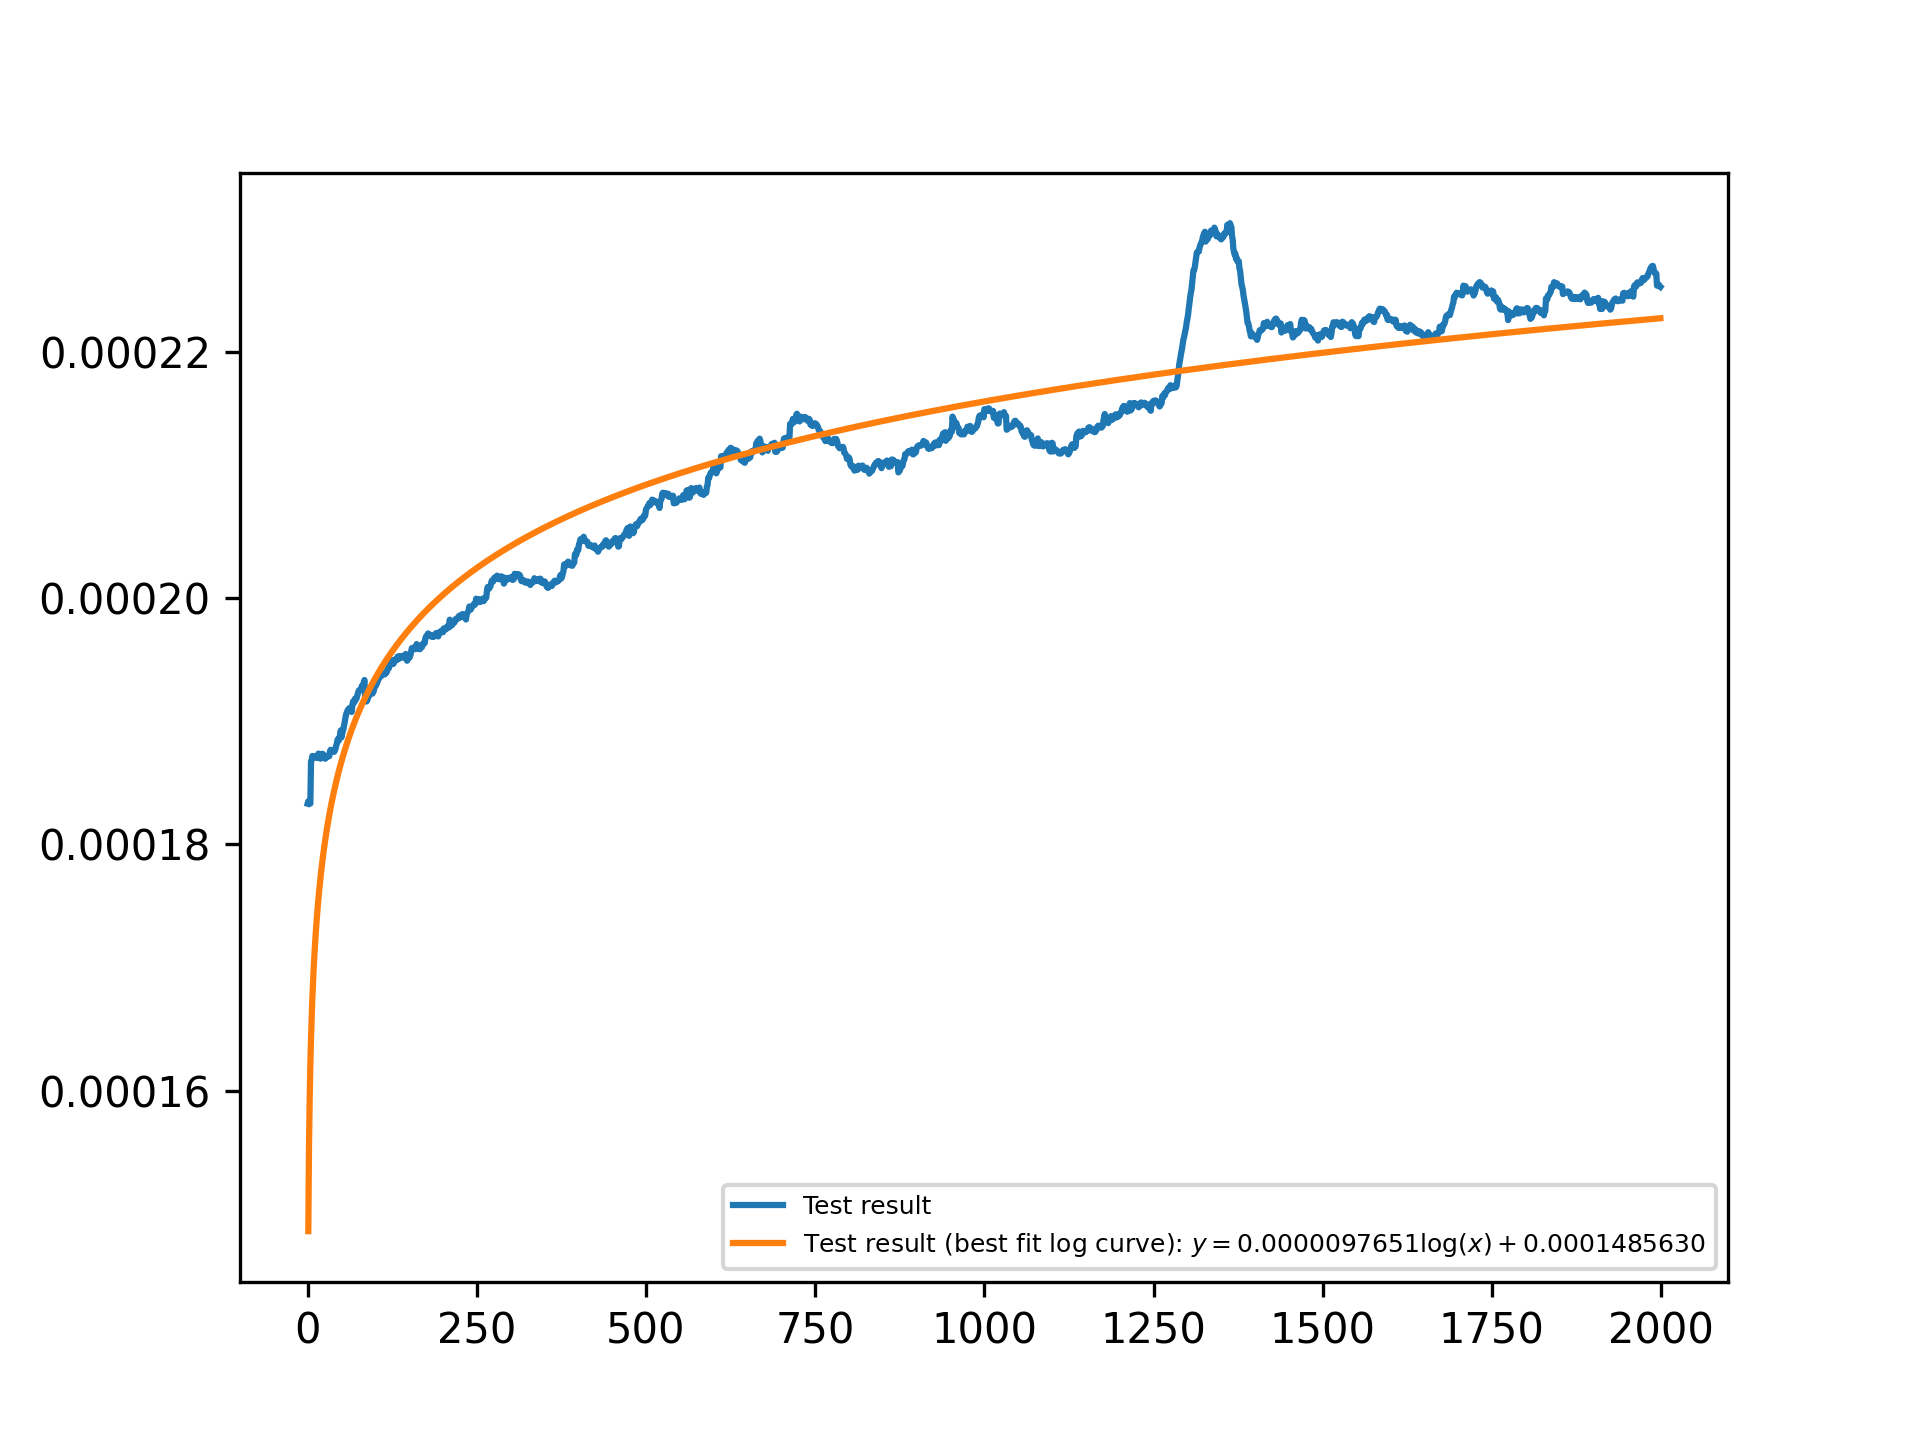 0.00022
0.00020
0.00018
0.00016
Test result
Test result (best fit log curve): y = 0.0000097651log(x) + 0.0001485630
0 250 500 750 1000 1250 1500 1750 2000